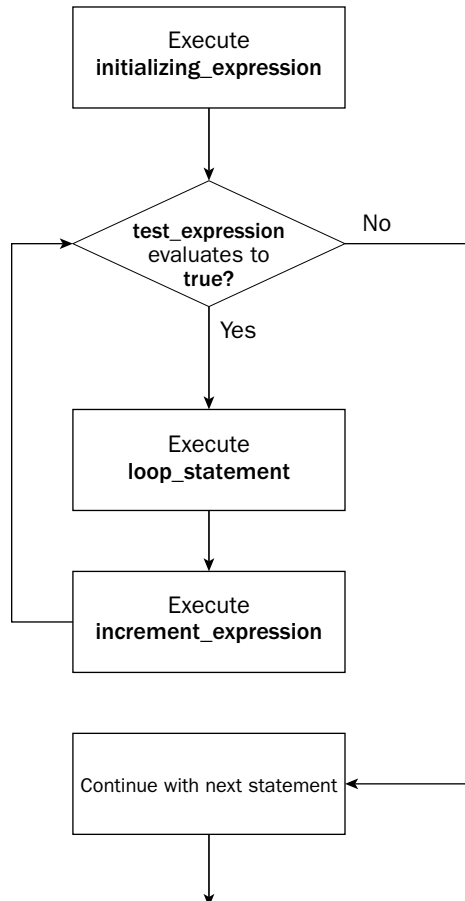 Execute
initializing_expression
test_expression
evaluates to
true?
No
Yes
Execute
loop_statement
Execute
increment_expression
Continue with next statement